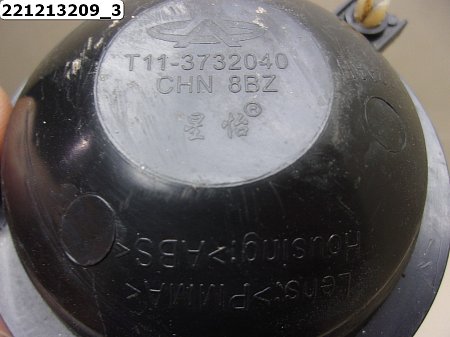 221213209_3
T11-3732040
CHN 8BZ
星怡®
Lens:>PMMA<
Housing:>ABS<